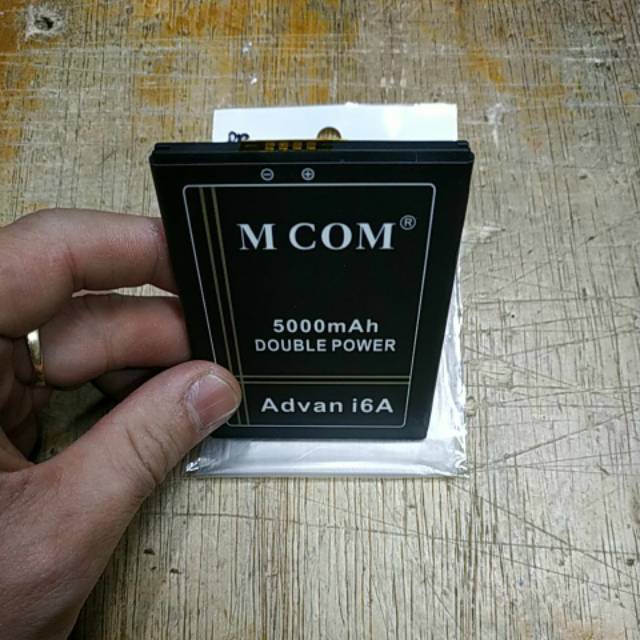 ⊖ ⊕
M COM®
5000mAh
DOUBLE POWER
Advan i6A